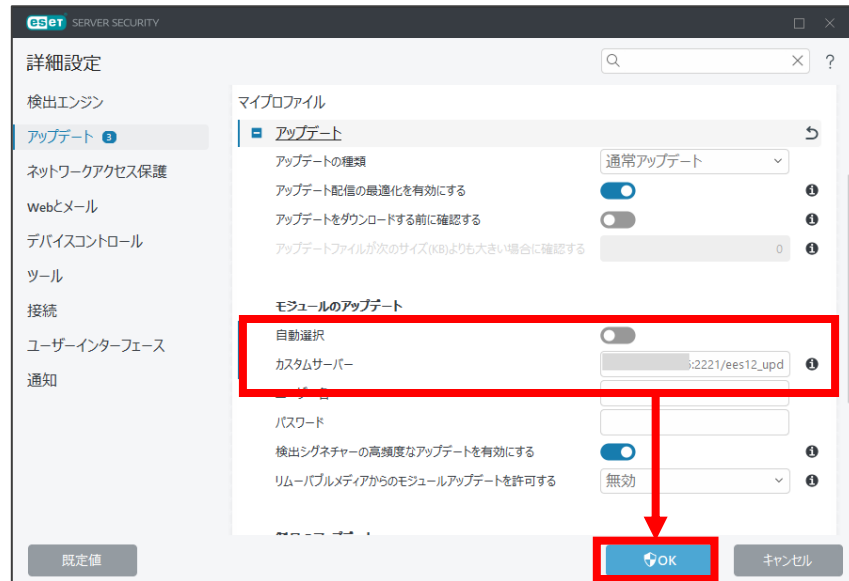 eset SERVER SECURITY
詳細設定
?
検出エンジン
アップデート 3
ネットワークアクセス保護
Webとメール
デバイスコントロール
ツール
接続
ユーザーインターフェース
通知
マイプロファイル
アップデート
アップデートの種類 通常アップデート
アップデート配信の最適化を有効にする
アップデートをダウンロードする前に確認する
アップデートファイルが次のサイズ(KB)よりも大きい場合に確認する 0
モジュールのアップデート
自動選択
カスタムサーバー :2221/ees12_upd
パスワード
検出シグネチャーの高頻度なアップデートを有効にする
リムーバブルメディアからのモジュールアップデートを許可する 無効
既定値
OK
キャンセル